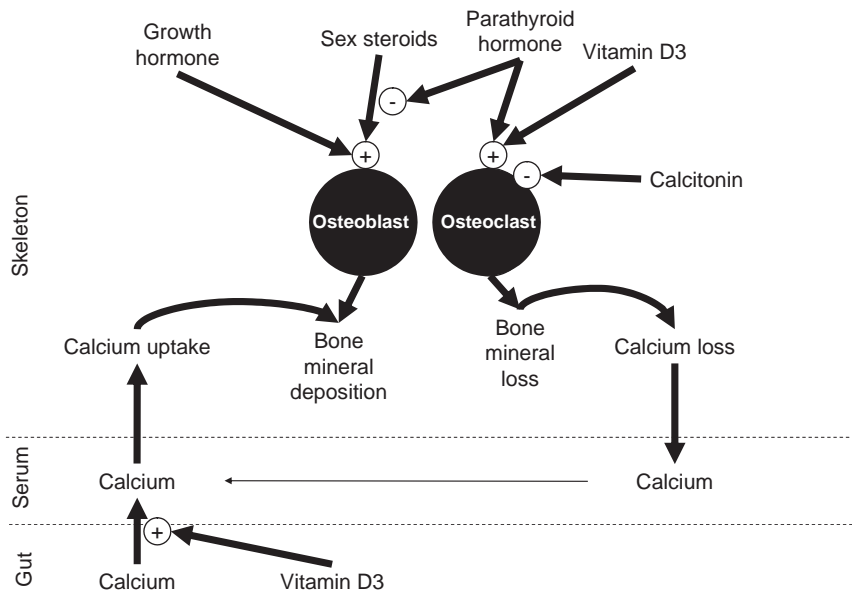 Growth
hormone
Sex steroids
Parathyroid
hormone
Vitamin D3
-
+
+
-
Calcitonin
Skeleton
Osteoblast
Osteoclast
Calcium uptake
Bone
mineral
deposition
Bone
mineral
loss
Calcium loss
Serum
Calcium
Calcium
Gut
+
Calcium
Vitamin D3